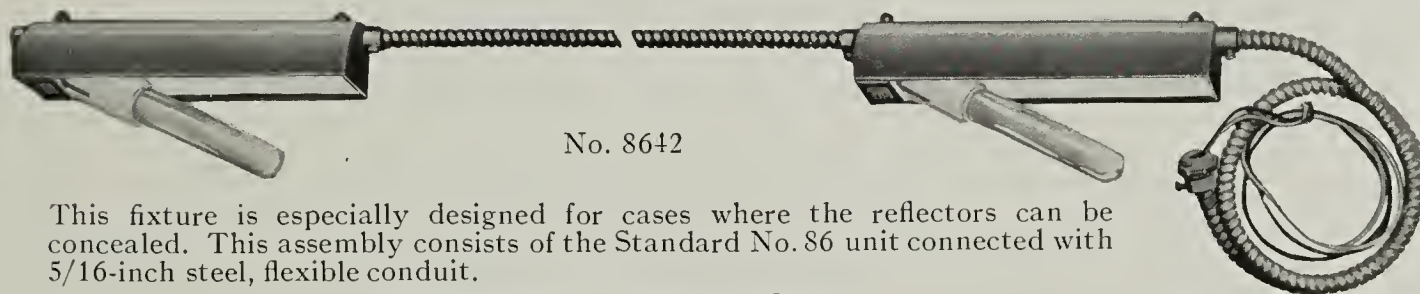 No. 8642
This fixture is especially designed for cases where the reflectors can be
concealed. This assembly consists of the Standard No. 86 unit connected with
5/16-inch steel, flexible conduit.